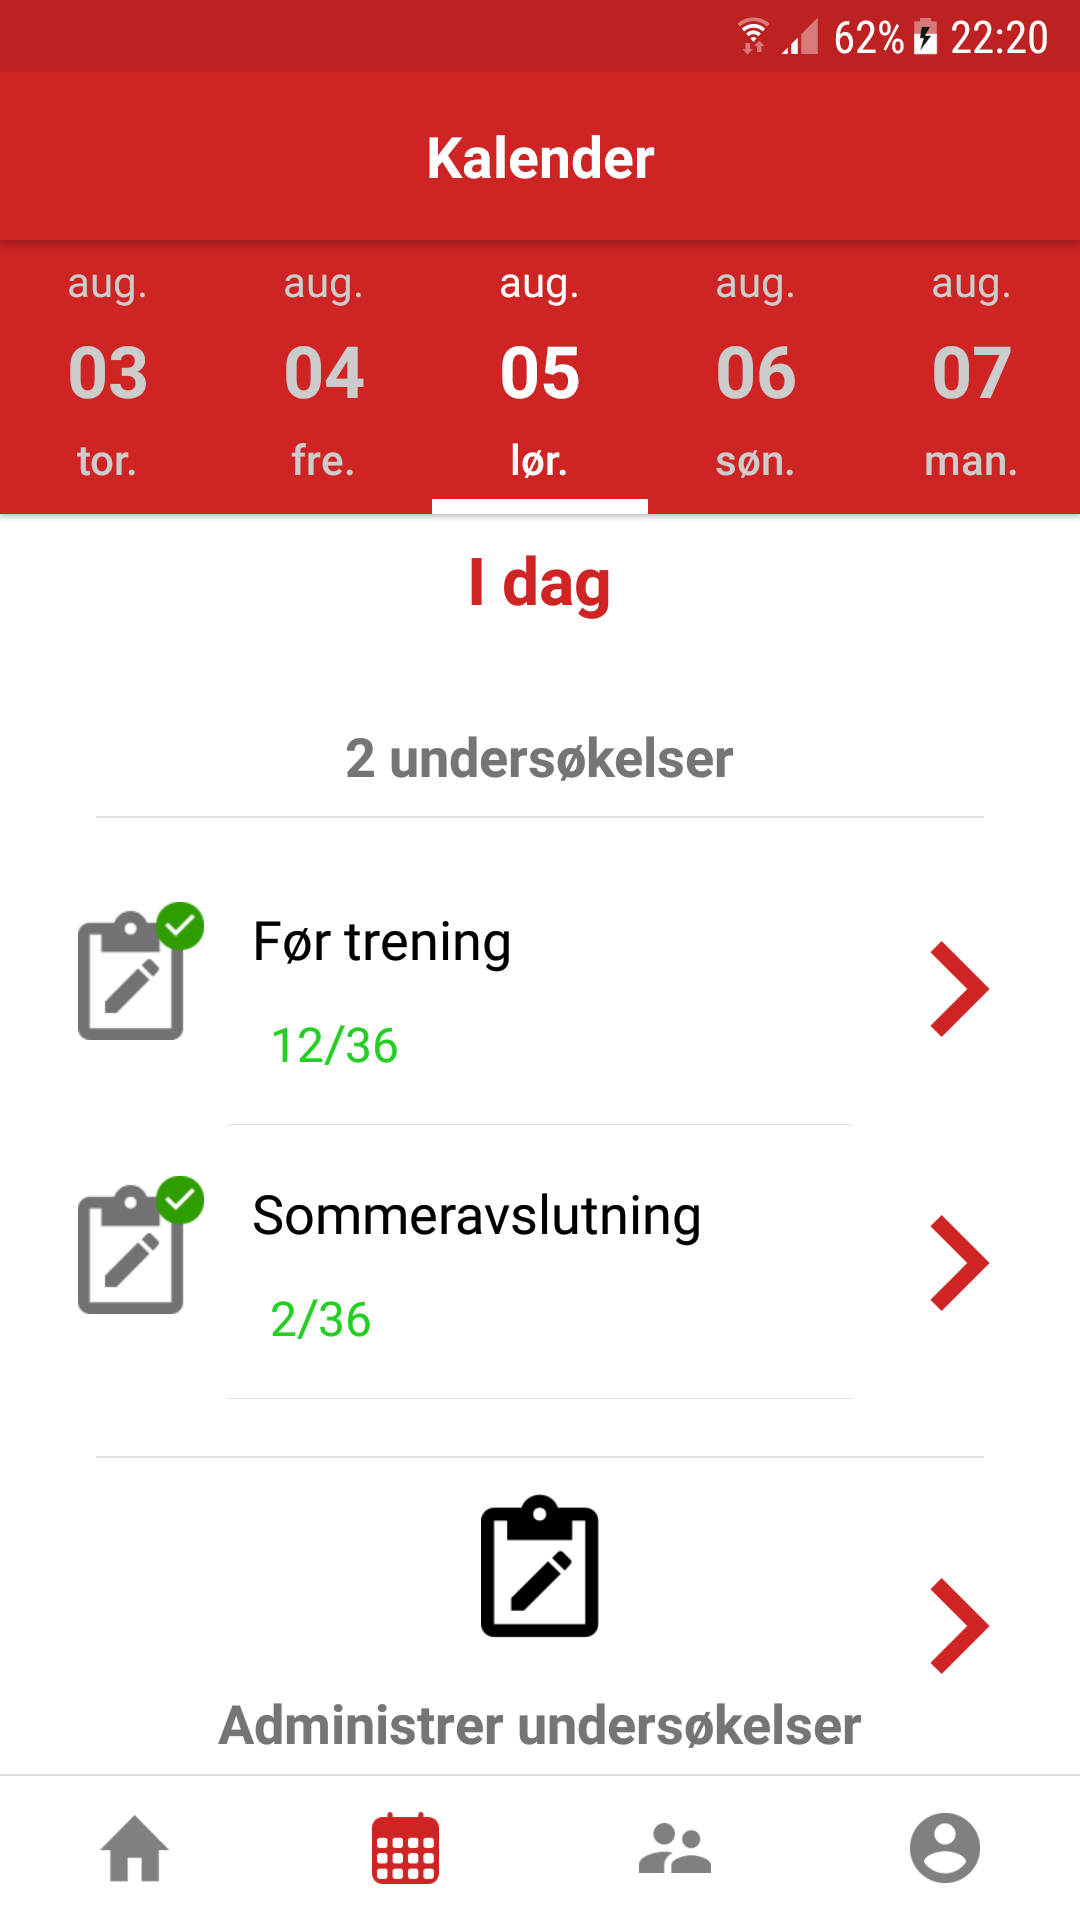 62% 22:20
Kalender
aug. aug. aug. aug. aug.
03 04 05 06 07
tor. fre. lør. søn. man.
I dag
2 undersøkelser
Før trening
12/36
Sommeravslutning
2/36
Administrer undersøkelser